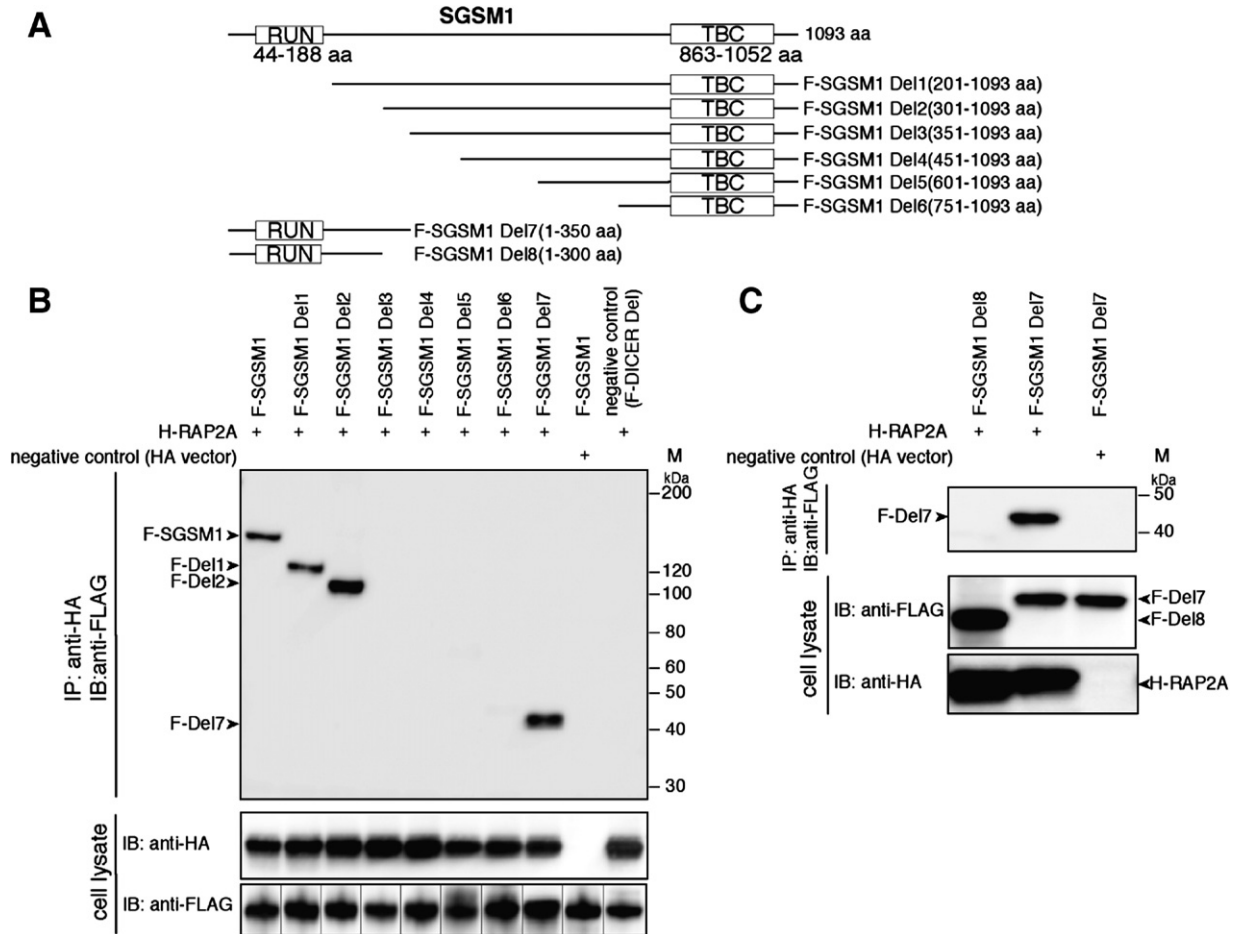 A
SGSM1
RUN
TBC
1093 aa
44-188 aa
863-1052 aa
TBC
F-SGSM1 Del1(201-1093 aa)
TBC
F-SGSM1 Del2(301-1093 aa)
TBC
F-SGSM1 Del3(351-1093 aa)
TBC
F-SGSM1 Del4(451-1093 aa)
TBC
F-SGSM1 Del5(601-1093 aa)
TBC
F-SGSM1 Del6(751-1093 aa)
RUN
F-SGSM1 Del7(1-350 aa)
RUN
F-SGSM1 Del8(1-300 aa)
B
F-SGSM1
F-SGSM1 Del1
F-SGSM1 Del2
F-SGSM1 Del3
F-SGSM1 Del4
F-SGSM1 Del5
F-SGSM1 Del6
F-SGSM1 Del7
F-SGSM1
negative control
(F-DICER Del)
H-RAP2A + + + + + + + + +
negative control (HA vector) + M
kDa
200
120
100
80
60
50
40
30
F-SGSM1
F-Del1
F-Del2
F-Del7
IP: anti-HA
IB:anti-FLAG
cell lysate
IB: anti-HA
IB: anti-FLAG
C
F-SGSM1 Del8
F-SGSM1 Del7
F-SGSM1 Del7
H-RAP2A + +
negative control (HA vector) + M
kDa
50
40
IP: anti-HA
IB:anti-FLAG
F-Del7
cell lysate
IB: anti-FLAG
F-Del7
F-Del8
IB: anti-HA
H-RAP2A